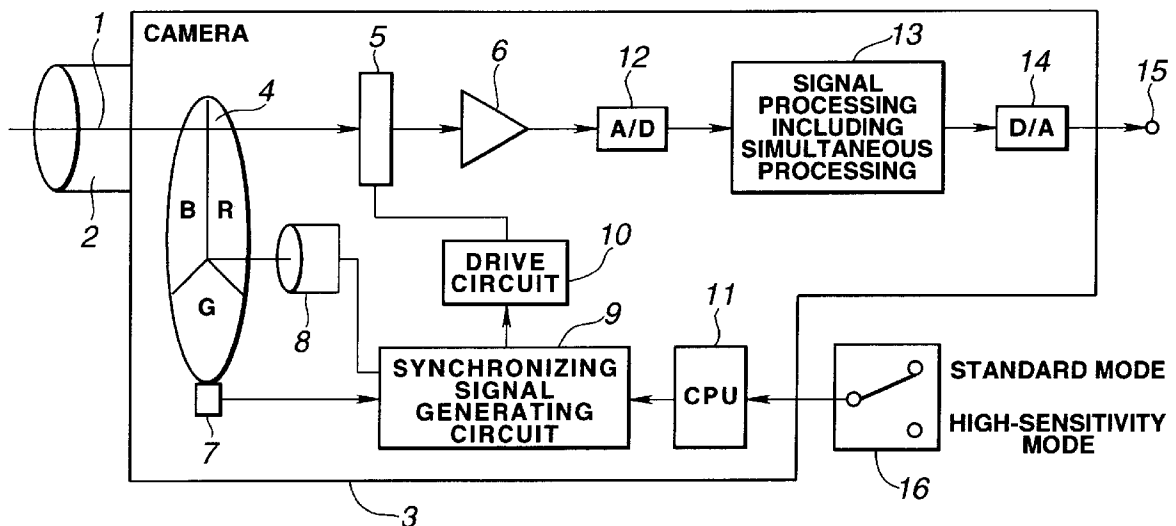 1
CAMERA
2
4
B
R
G
5
6
12
A/D
13
SIGNAL
PROCESSING
INCLUDING
SIMULTANEOUS
PROCESSING
14
D/A
15
8
7
DRIVE
CIRCUIT
10
9
SYNCHRONIZING
SIGNAL
GENERATING
CIRCUIT
11
CPU
STANDARD MODE
HIGH-SENSITIVITY
MODE
16
3